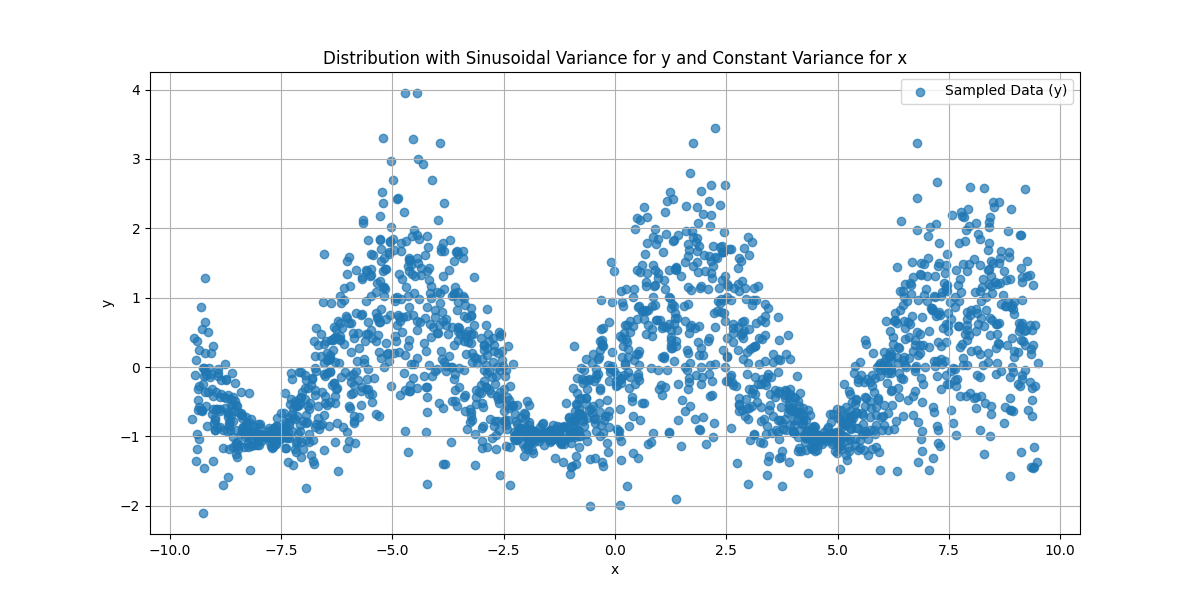 Distribution with Sinusoidal Variance for y and Constant Variance for x
Sampled Data (y)
4
3
2
1
0
−1
−2
y
−10.0 −7.5 −5.0 −2.5 0.0 2.5 5.0 7.5 10.0
x